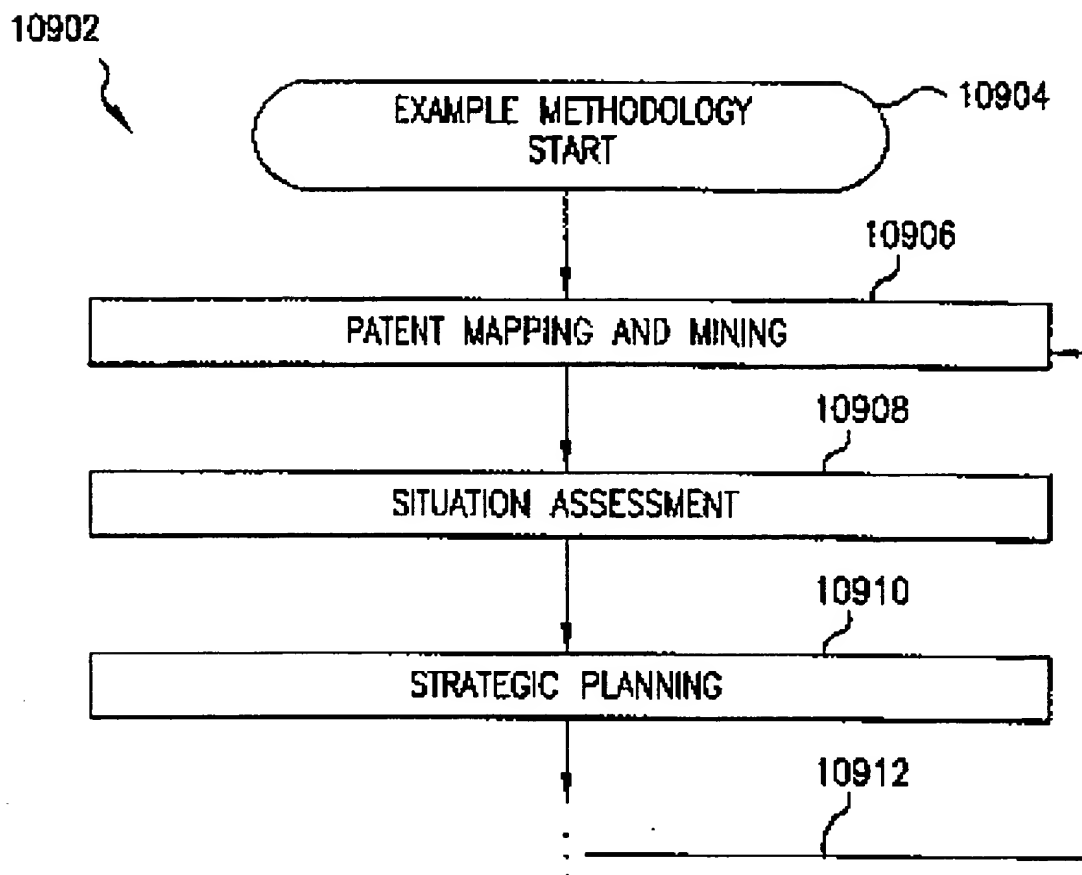 10902
EXAMPLE METHODOLOGY
START
10904
10906
PATENT MAPPING AND MINING
10908
SITUATION ASSESSMENT
10910
STRATEGIC PLANNING
10912